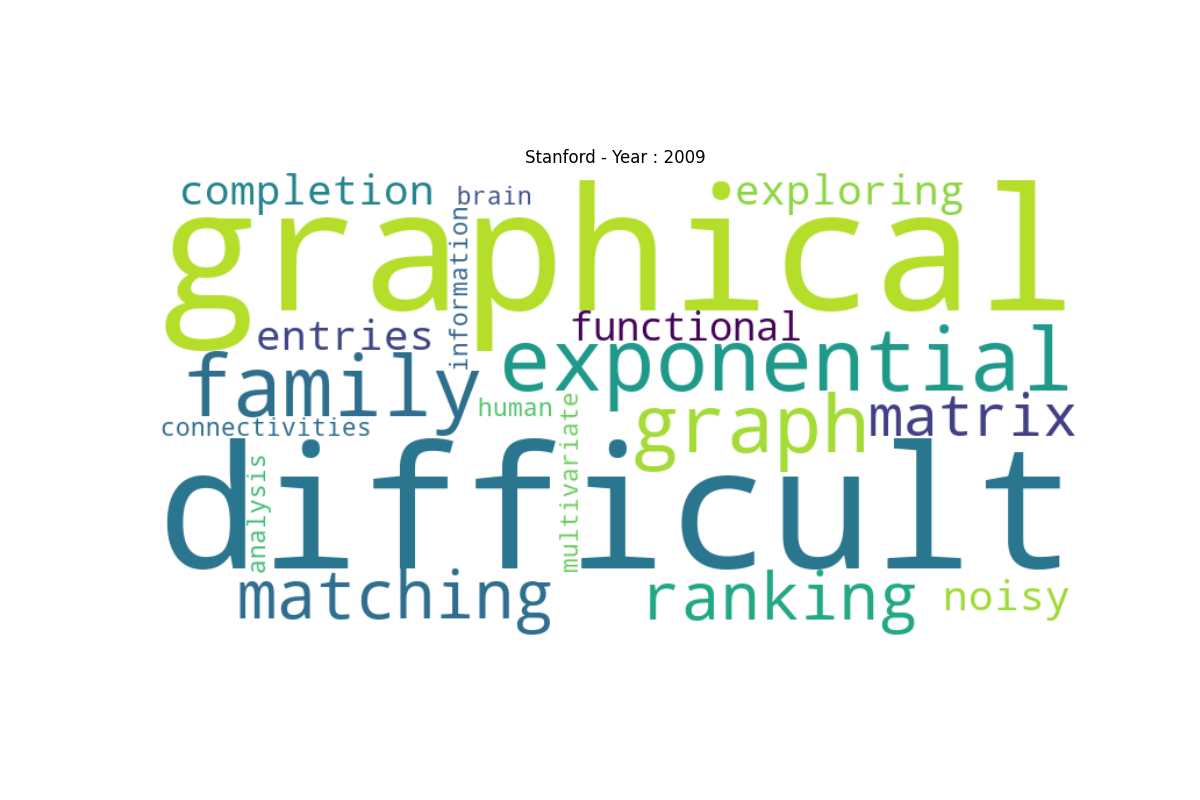 Stanford - Year : 2009
completion
brain
exploring
graphical
information
entries
functional
exponential
family
human
graph
matrix
connectivities
multivariate
difficult
analysis
matching
ranking
noisy